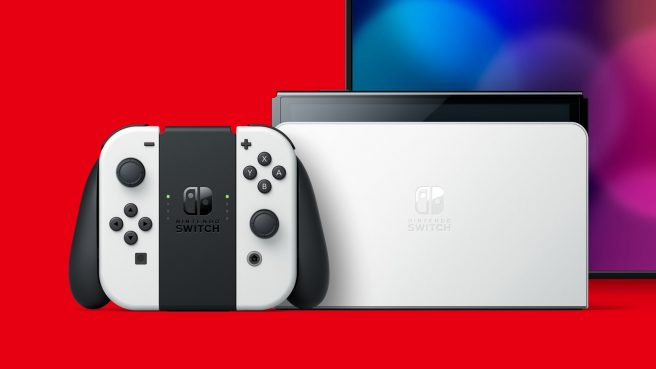 X
Y A
B
NINTENDO
SWITCH
NINTENDO
SWITCH